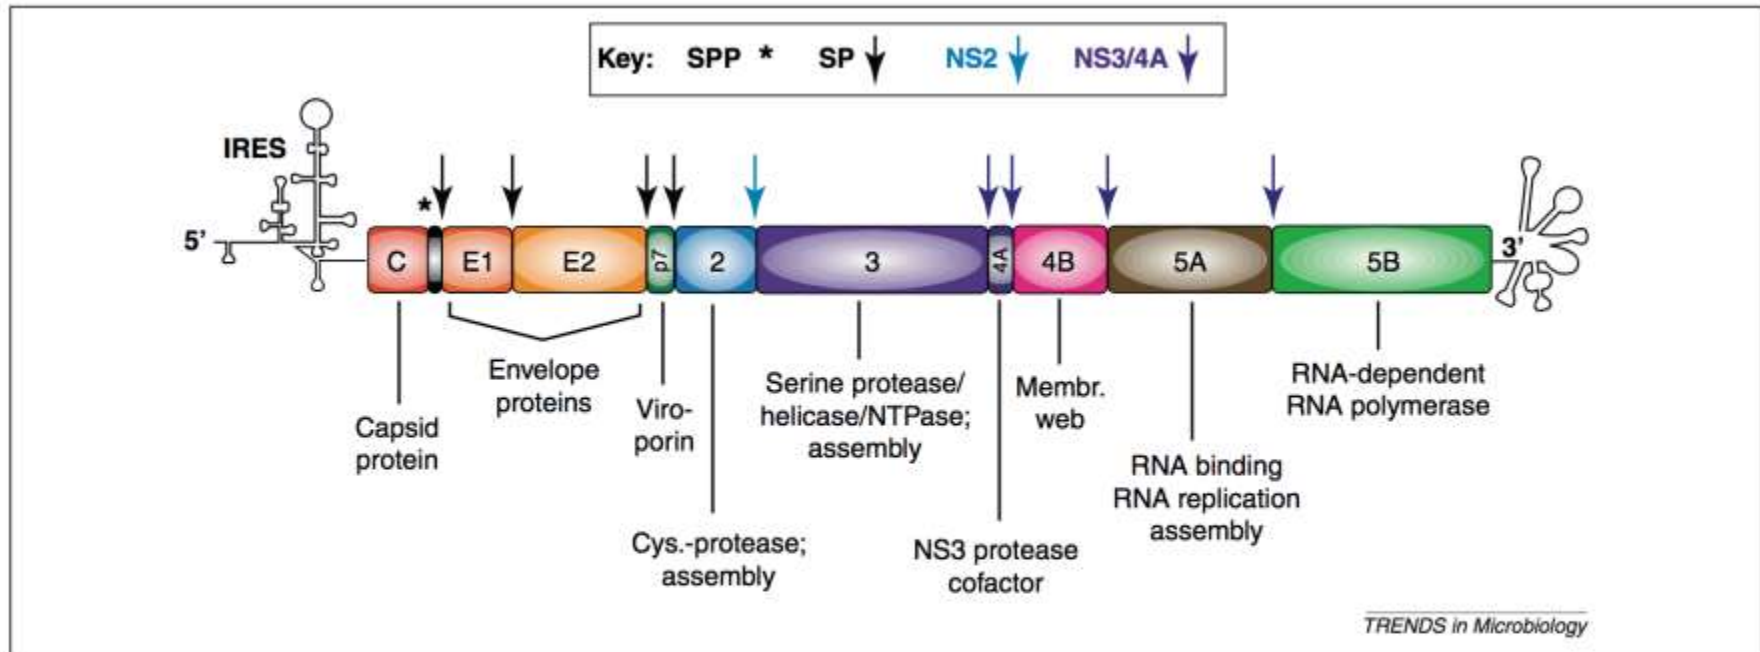 Key: SPP * SP NS2 NS3/4A
IRES
*
5’
C E1 E2 p7 2 3 4A 4B 5A 5B
3’
Capsid
protein
Envelope
proteins
Viro-
porin
Cys.-protease;
assembly
Serine protease/
helicase/NTPase;
assembly
NS3 protease
cofactor
Membr.
web
RNA binding
RNA replication
assembly
RNA-dependent
RNA polymerase
TRENDS in Microbiology